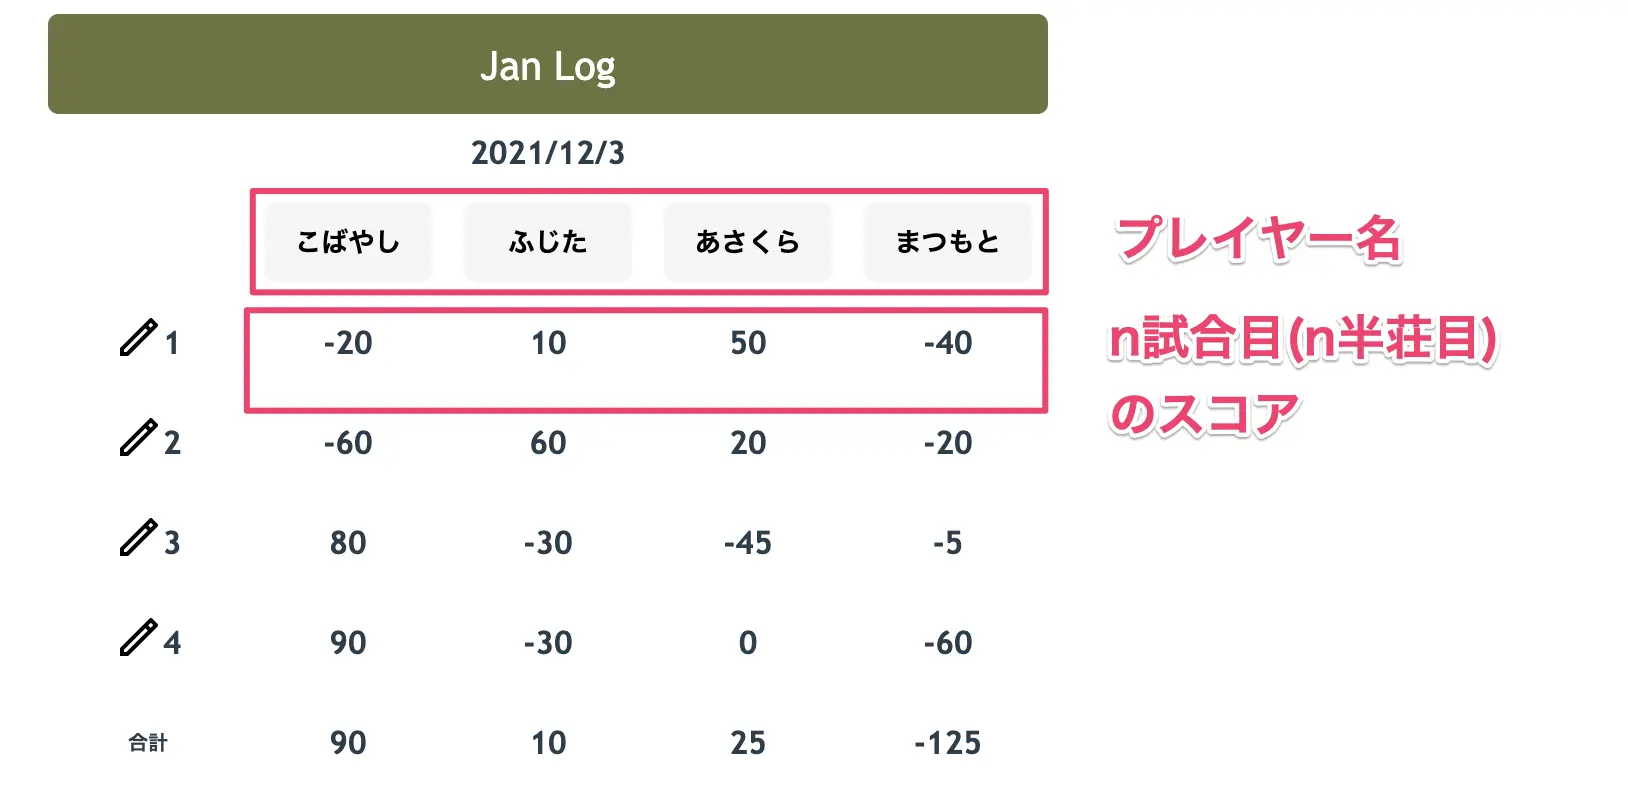 Jan Log
2021/12/3
こばやし ふじた あさくら まつもと
プレイヤー名
1 -20 10 50 -40
n試合目(n半荘目)
のスコア
2 -60 60 20 -20
3 80 -30 -45 -5
4 90 -30 0 -60
合計 90 10 25 -125